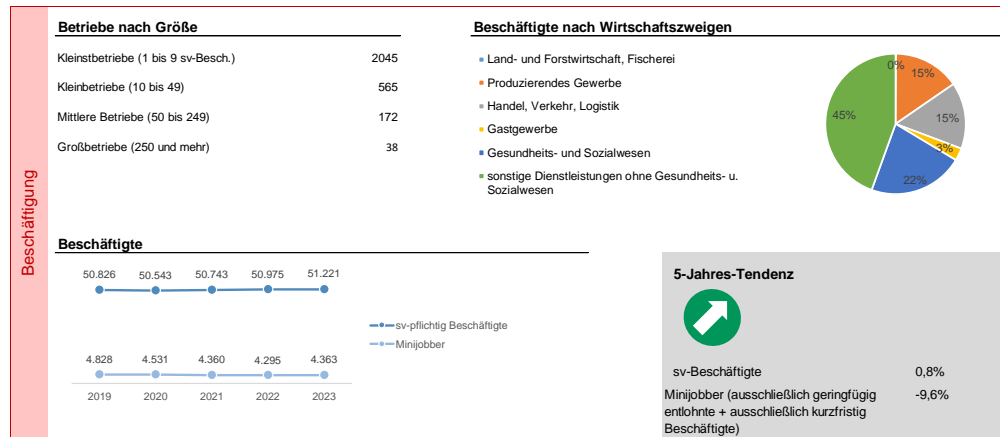 Beschäftigung
Betriebe nach Größe
Kleinstbetriebe (1 bis 9 sv-Besch.) 2045
Kleinbetriebe (10 bis 49) 565
Mittlere Betriebe (50 bis 249) 172
Großbetriebe (250 und mehr) 38
Beschäftigte nach Wirtschaftszweigen
Land- und Forstwirtschaft, Fischerei
Produzierendes Gewerbe
Handel, Verkehr, Logistik
Gastgewerbe
Gesundheits- und Sozialwesen
sonstige Dienstleistungen ohne Gesundheits- u.
Sozialwesen
0%
15%
15%
3%
22%
45%
Beschäftigte
50.826 50.543 50.743 50.975 51.221
sv-pflichtig Beschäftigte
Minijobber
4.828 4.531 4.360 4.295 4.363
2019 2020 2021 2022 2023
5-Jahres-Tendenz
sv-Beschäftigte 0,8%
Minijobber (ausschließlich geringfügig -9,6%
entlohnte + ausschließlich kurzfristig
Beschäftigte)